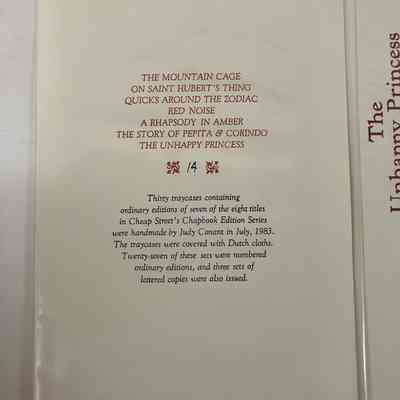 THE MOUNTAIN CAGE
ON SAINT HUBERT'S THING
QUICKS AROUND THE ZODIAC
RED NOISE
A RHAPSODY IN AMBER
THE STORY OF PEPITA & CORINDO
THE UNHAPPY PRINCESS
14
Thirty traycases containing
ordinary editions of seven of the eight titles
in Cheap Street's Chapbook Edition Series
were handmade by Judy Conant in July, 1983.
The traycases were covered with Dutch cloths.
Twenty-seven of these sets were numbered
ordinary editions, and three sets of
lettered copies were also issued.
The
Unhappy Princess